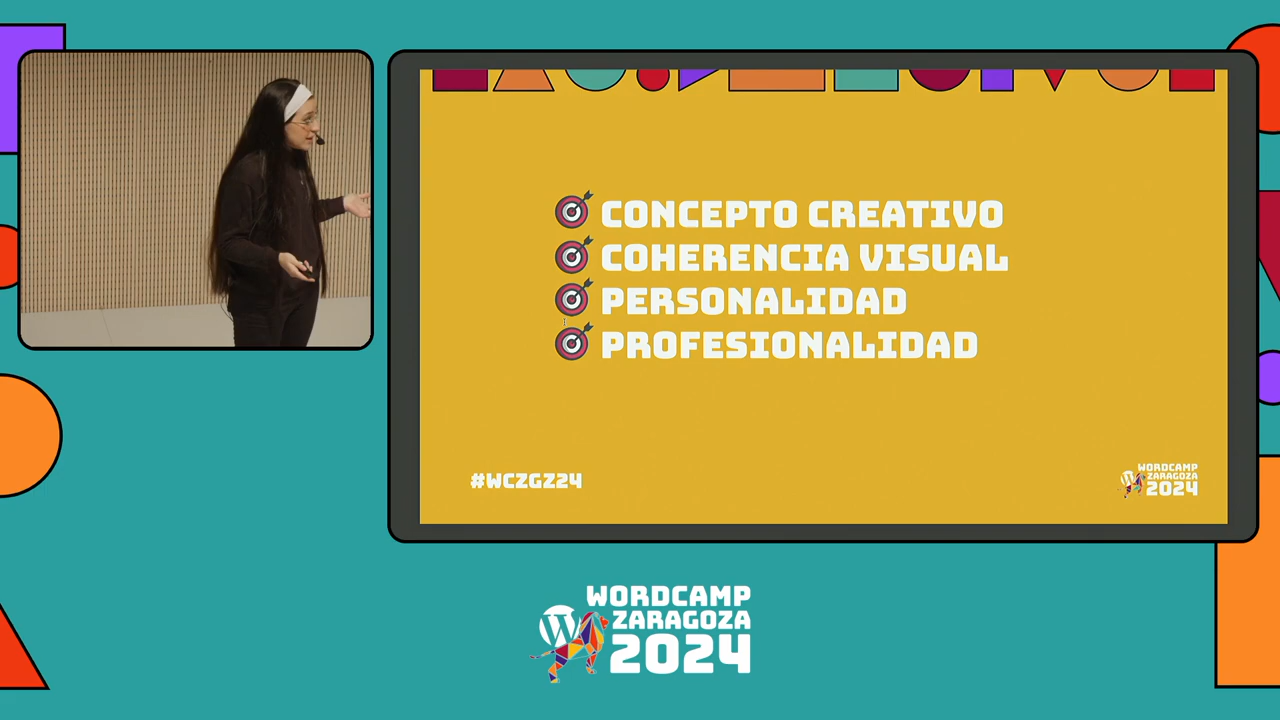 CONCEPTO CREATIVO
COHERENCIA VISUAL
PERSONALIDAD
PROFESIONALIDAD
#WCZGZ24
WORDCAMP
ZARAGOZA
2024
WORDCAMP
ZARAGOZA
2024